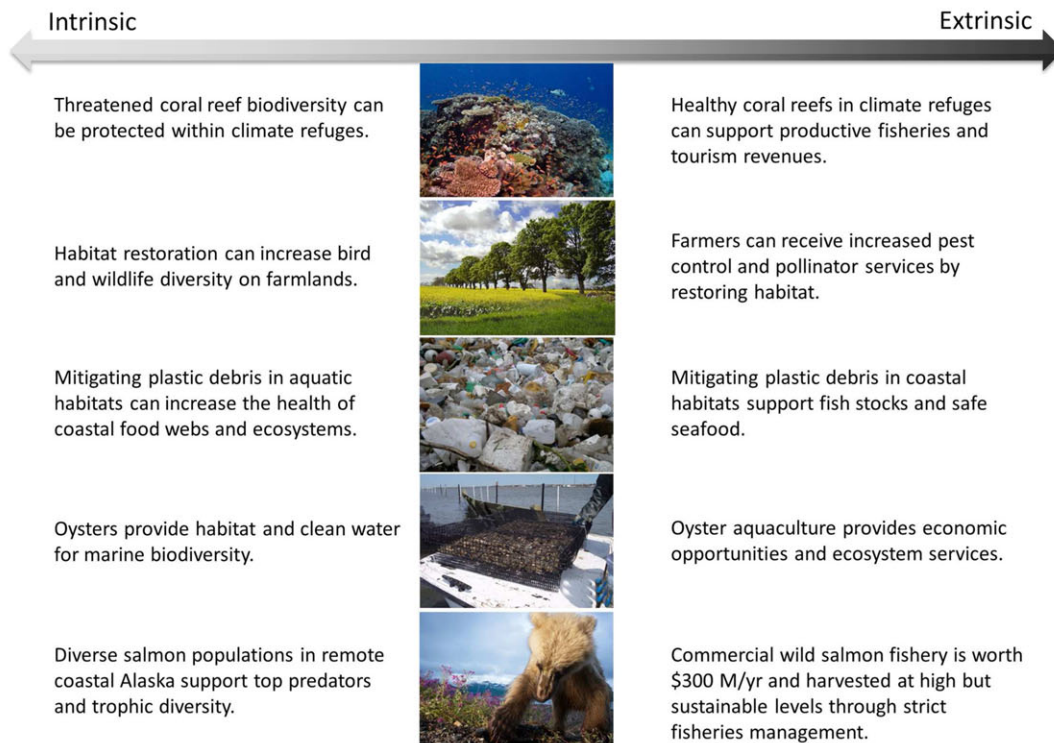 Intrinsic
Extrinsic
Threatened coral reef biodiversity can
be protected within climate refuges.
Healthy coral reefs in climate refuges
can support productive fisheries and
tourism revenues.
Habitat restoration can increase bird
and wildlife diversity on farmlands.
Farmers can receive increased pest
control and pollinator services by
restoring habitat.
Mitigating plastic debris in aquatic
habitats can increase the health of
coastal food webs and ecosystems.
Mitigating plastic debris in coastal
habitats support fish stocks and safe
seafood.
Oysters provide habitat and clean water
for marine biodiversity.
Oyster aquaculture provides economic
opportunities and ecosystem services.
Diverse salmon populations in remote
coastal Alaska support top predators
and trophic diversity.
Commercial wild salmon fishery is worth
$300 M/yr and harvested at high but
sustainable levels through strict
fisheries management.